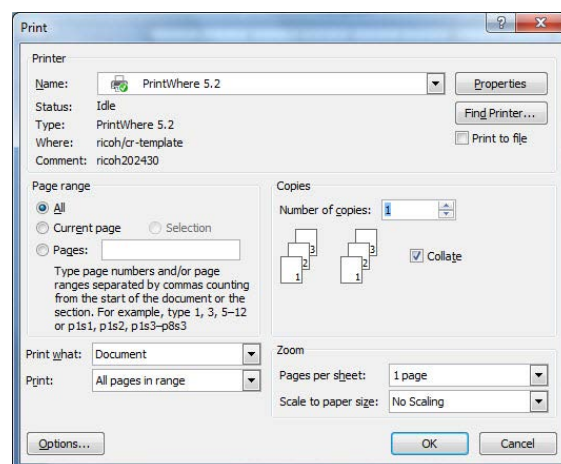 Print
Printer
Name: PrintWhere 5.2 Properties
Status: Idle
Find Printer...
Type: PrintWhere 5.2
Where: ricoh/cr-template
Print to file
Comment: ricoh202430
Page range
All
Current page Selection
Pages:
Type page numbers and/or page
ranges separated by commas counting
from the start of the document or the
section. For example, type 1, 3, 5–12
or p1s1, p1s2, p1s3–p8s3
Copies
Number of copies: 1
3 3
2 2
1 1
Collate
Print what: Document
Print: All pages in range
Zoom
Pages per sheet: 1 page
Scale to paper size: No Scaling
Options... OK Cancel